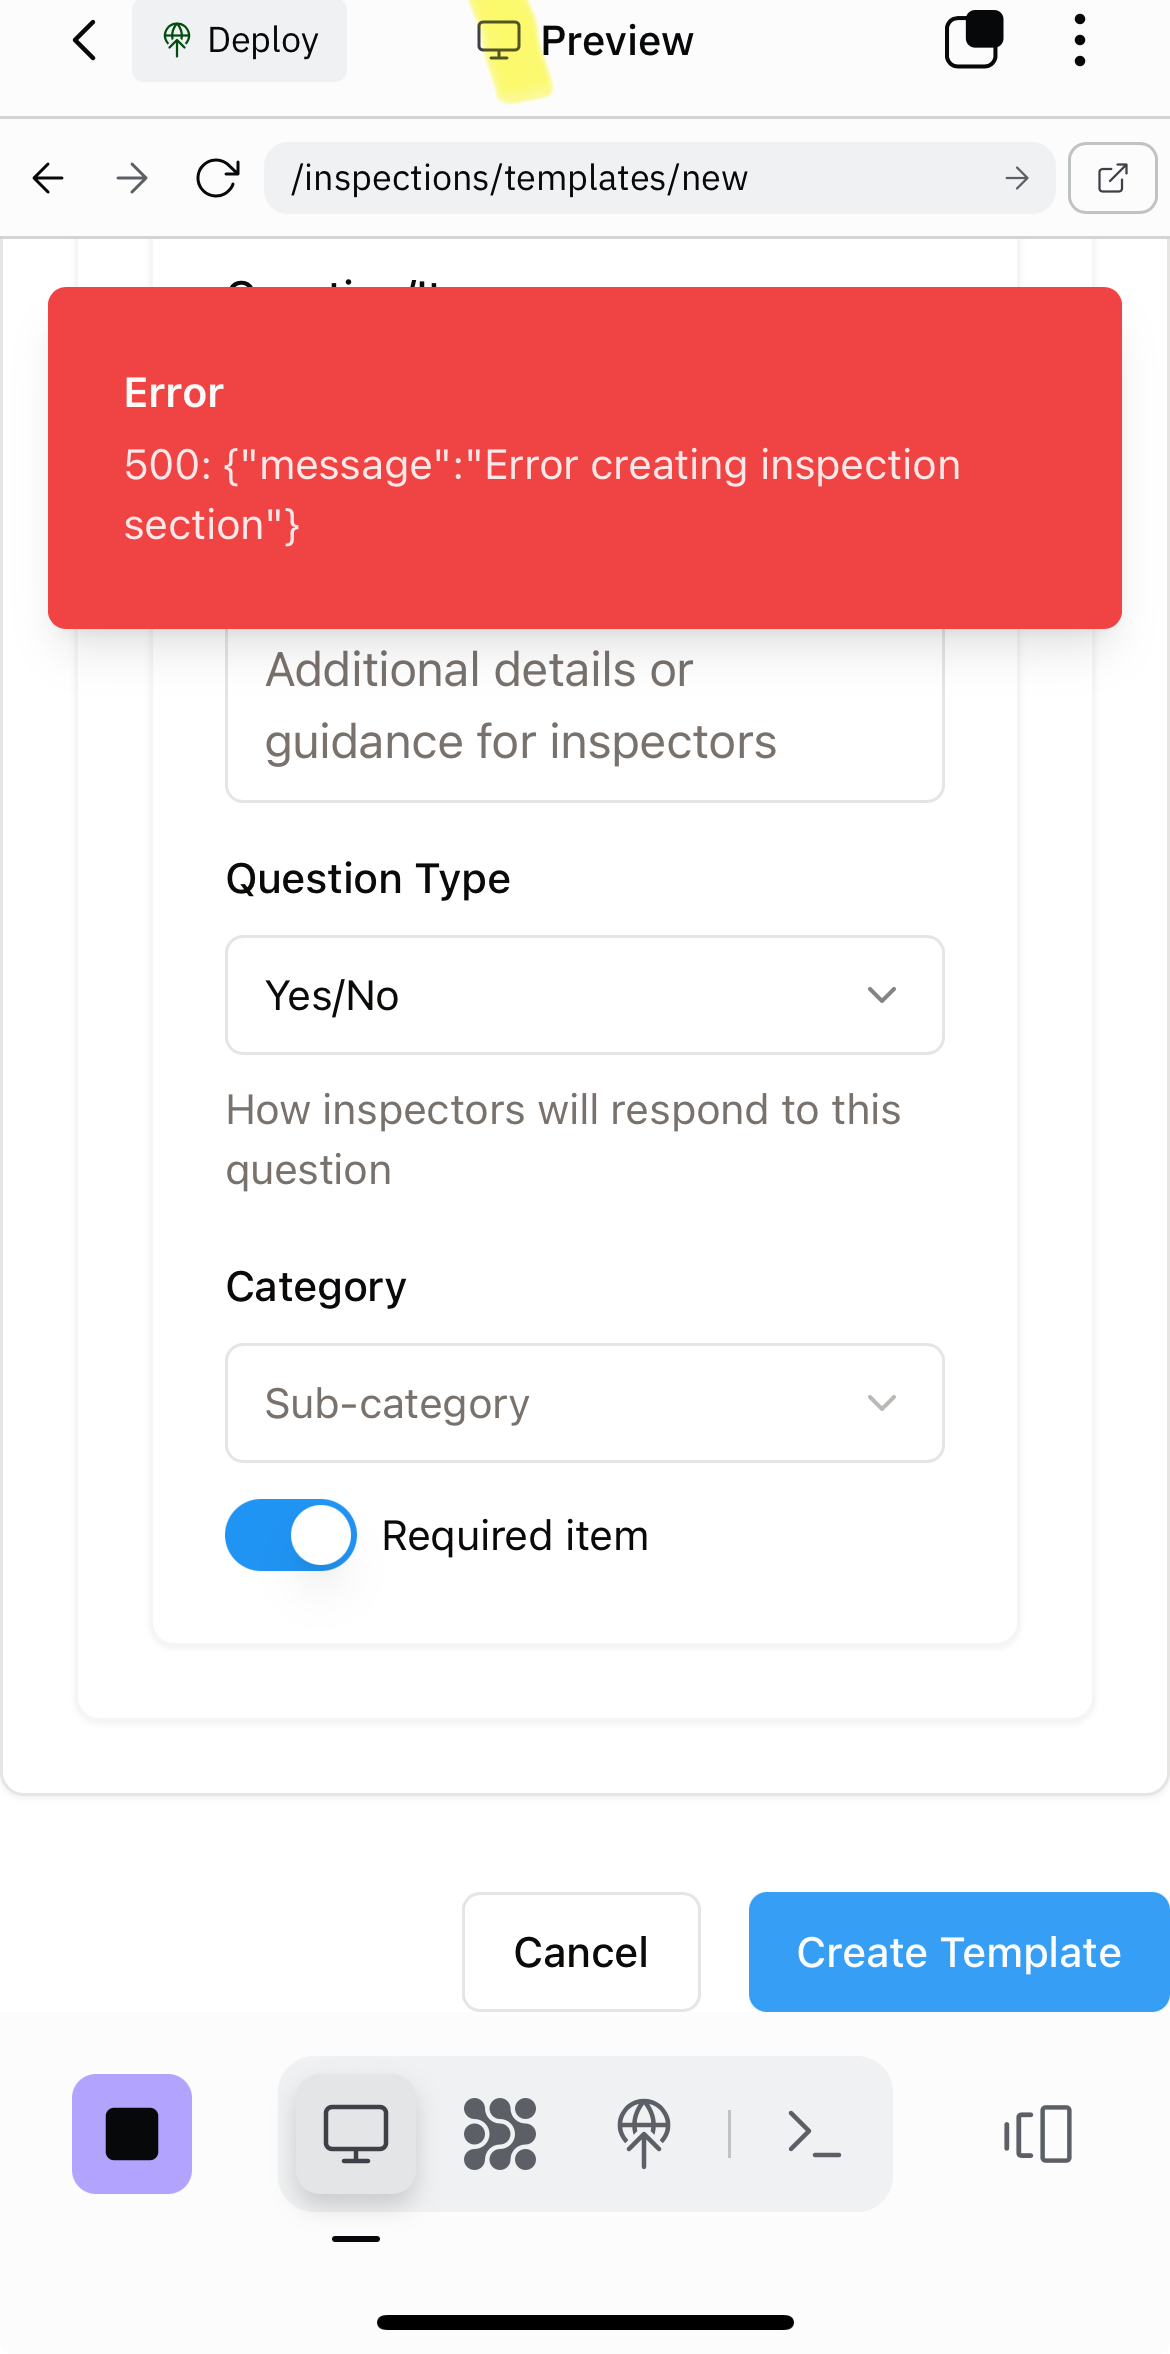 Deploy
Preview
/inspections/templates/new
Error
500: {"message":"Error creating inspection
section"}
Additional details or
guidance for inspectors
Question Type
Yes/No
How inspectors will respond to this
question
Category
Sub-category
Required item
Cancel
Create Template